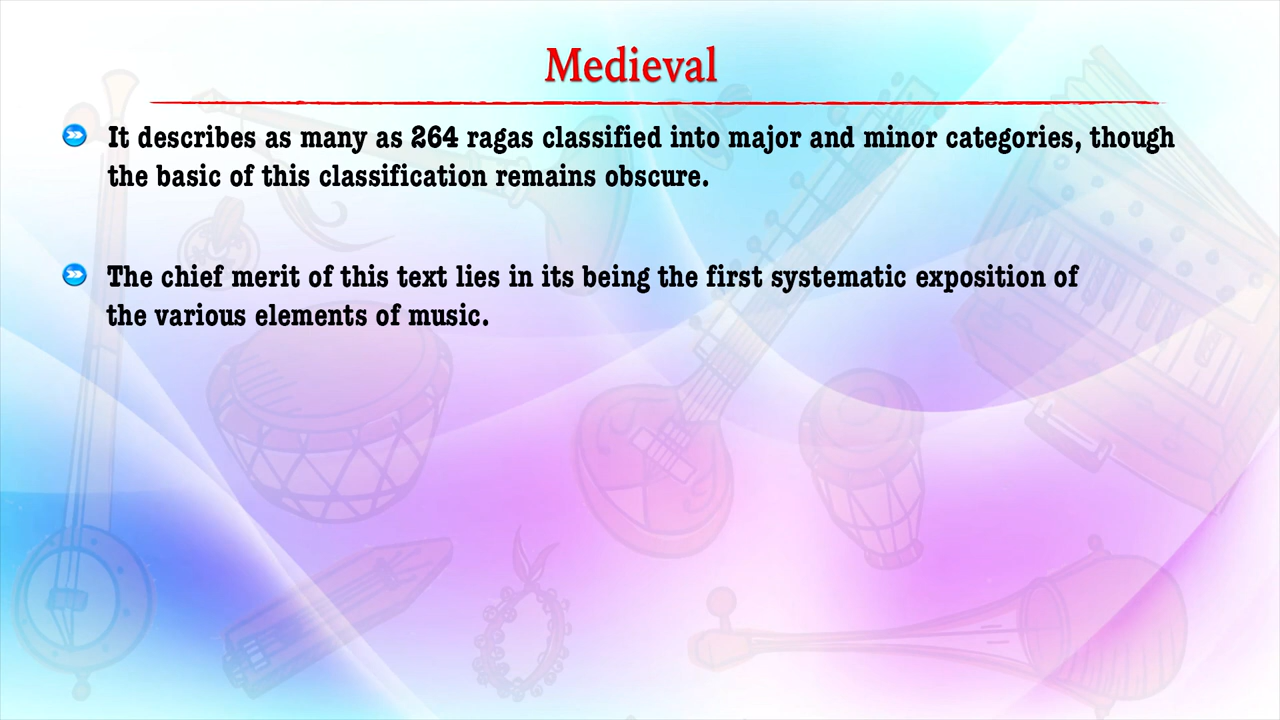 Medieval
It describes as many as 264 ragas classified into major and minor categories, though
the basic of this classification remains obscure.
The chief merit of this text lies in its being the first systematic exposition of
the various elements of music.